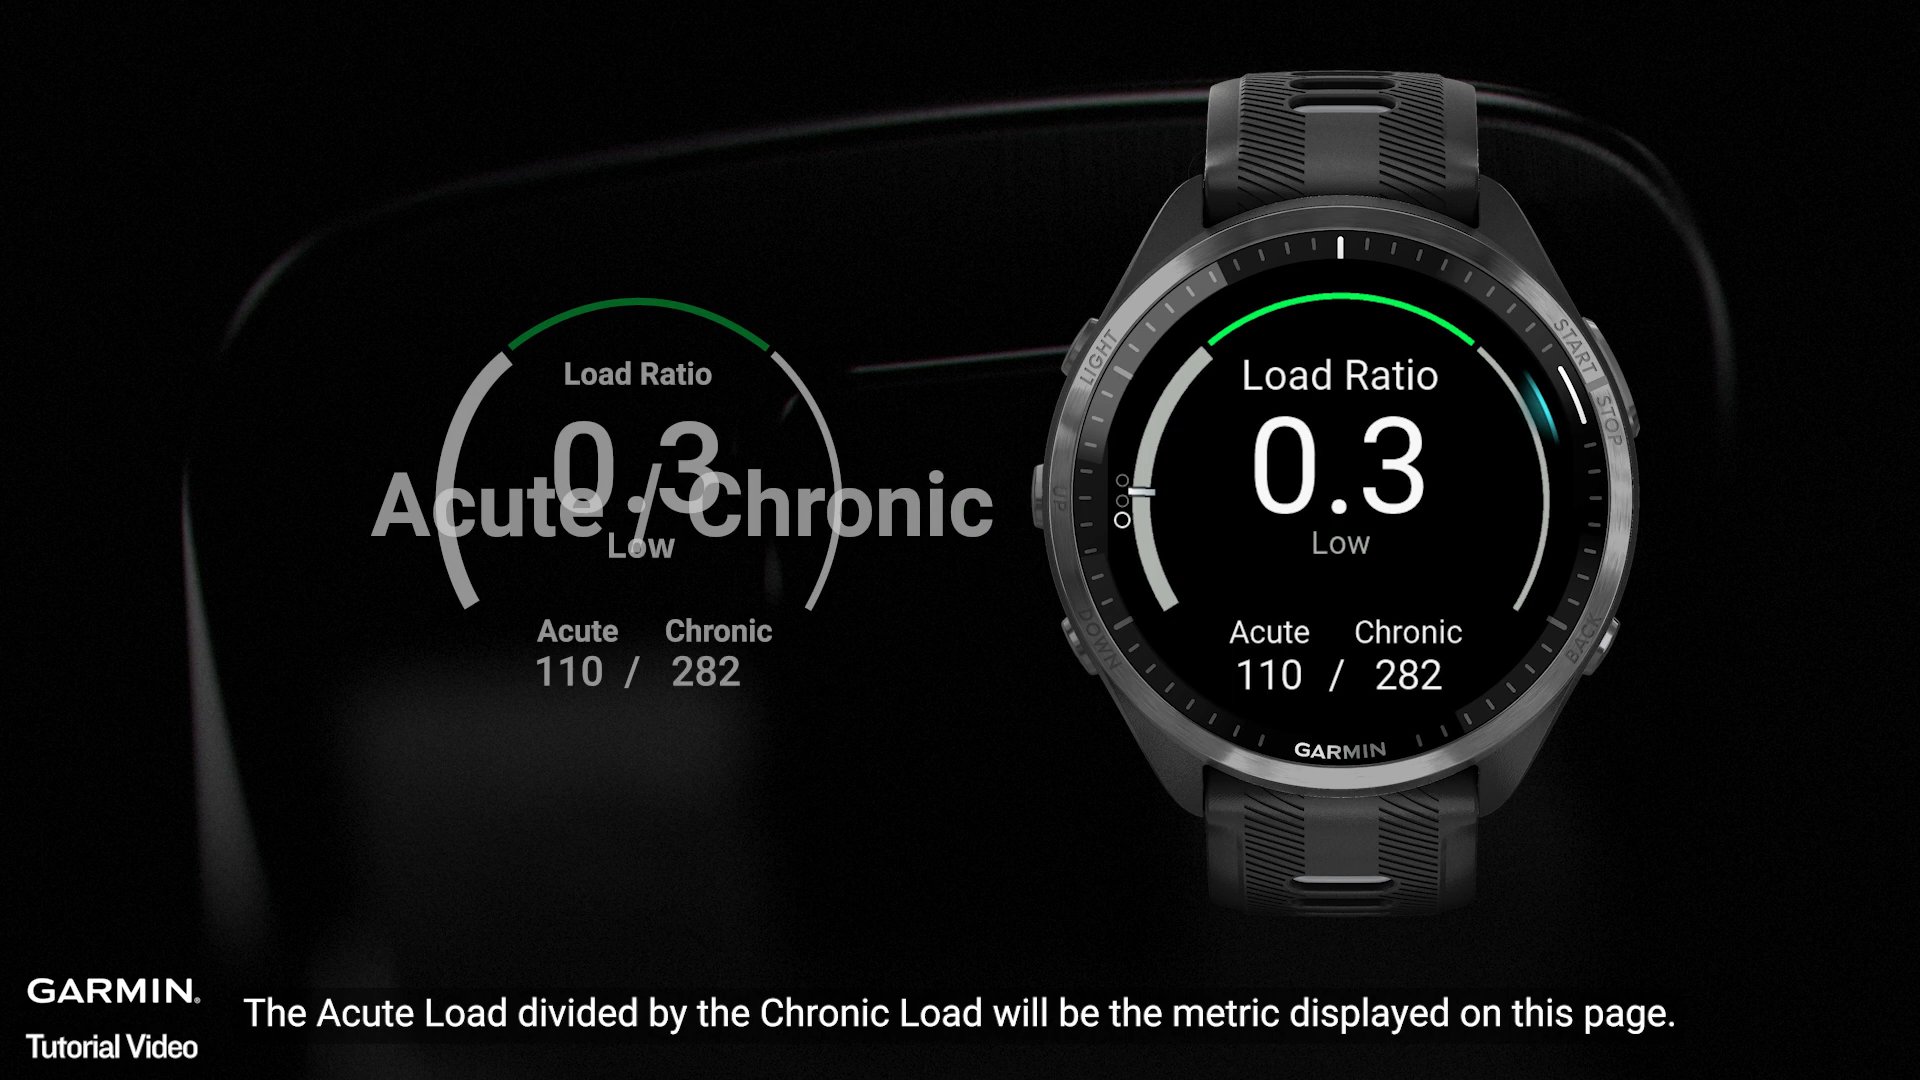 Load Ratio
0.3
Acute / Chronic
Low
Acute Chronic
110 / 282
LIGHT
START
STOP
UP
DOWN
BACK
Load Ratio
0.3
Low
Acute Chronic
110 / 282
GARMIN
GARMIN®
Tutorial Video
The Acute Load divided by the Chronic Load will be the metric displayed on this page.